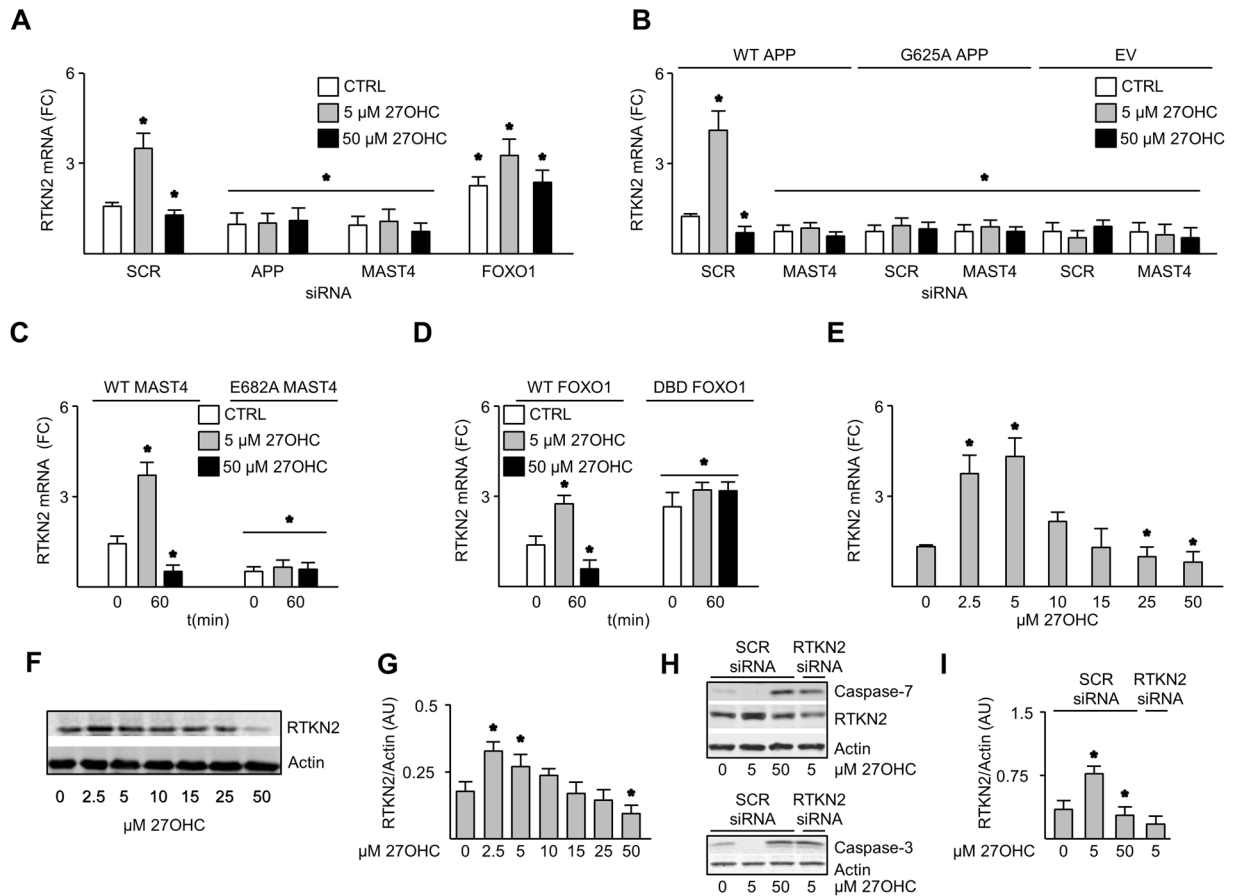 A
6
3
RTKN2 mRNA (FC)
CTRL
5 µM 27OHC
50 µM 27OHC
* * * * * *
SCR APP MAST4 FOXO1
siRNA
B
WT APP G625A APP EV
6
3
RTKN2 mRNA (FC)
CTRL
5 µM 27OHC
50 µM 27OHC
* * *
SCR MAST4 SCR MAST4 SCR MAST4
siRNA
C
WT MAST4 E682A MAST4
6
3
RTKN2 mRNA (FC)
CTRL
5 µM 27OHC
50 µM 27OHC
* * *
0 60 0 60
t(min)
D
WT FOXO1 DBD FOXO1
6
3
RTKN2 mRNA (FC)
CTRL
5 µM 27OHC
50 µM 27OHC
* * *
0 60 0 60
t(min)
E
6
3
RTKN2 mRNA (FC)
* * * *
0 2.5 5 10 15 25 50
µM 27OHC
F
RTKN2
Actin
0 2.5 5 10 15 25 50
µM 27OHC
G
0.5
0.25
RTKN2/Actin (AU)
* * *
µM 27OHC 0 2.5 5 10 15 25 50
H
SCR RTKN2
siRNA siRNA
Caspase-7
RTKN2
Actin
0 5 50 5 µM 27OHC
SCR RTKN2
siRNA siRNA
Caspase-3
Actin
0 5 50 5 µM 27OHC
I
SCR RTKN2
siRNA siRNA
1.5
0.75
RTKN2/Actin (AU)
* *
µM 27OHC 0 5 50 5